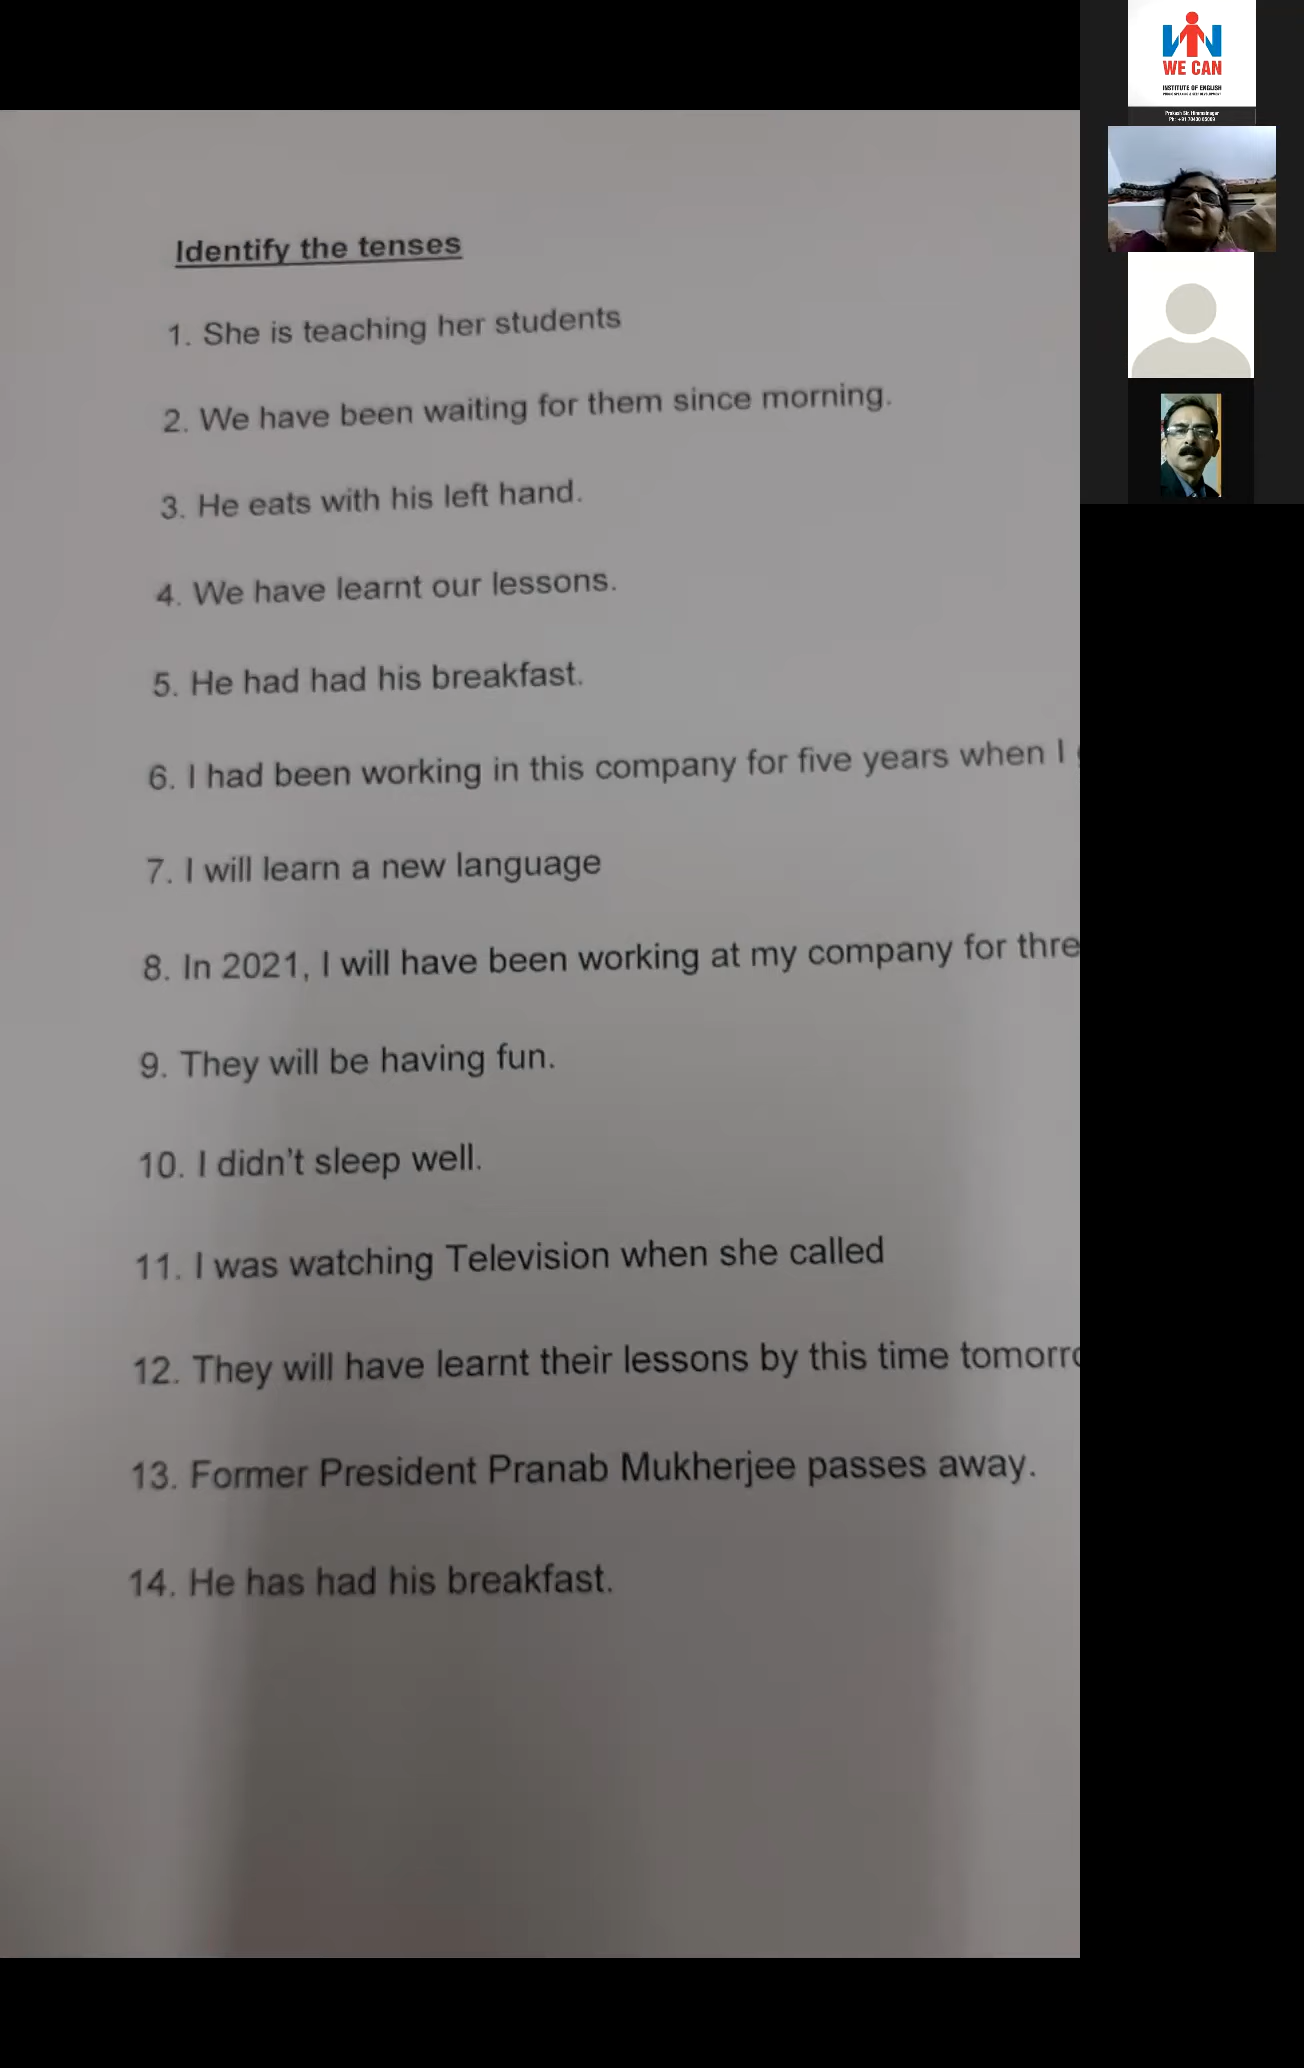 Identify the tenses
1. She is teaching her students
2. We have been waiting for them since morning.
3. He eats with his left hand.
4. We have learnt our lessons.
5. He had had his breakfast.
6. I had been working in this company for five years when I
7. I will learn a new language
8. In 2021, I will have been working at my company for thre
9. They will be having fun.
10. I didn't sleep well.
11. I was watching Television when she called
12. They will have learnt their lessons by this time tomorro
13. Former President Pranab Mukherjee passes away.
14. He has had his breakfast.
WE CAN
INSTITUTE OF ENGLISH